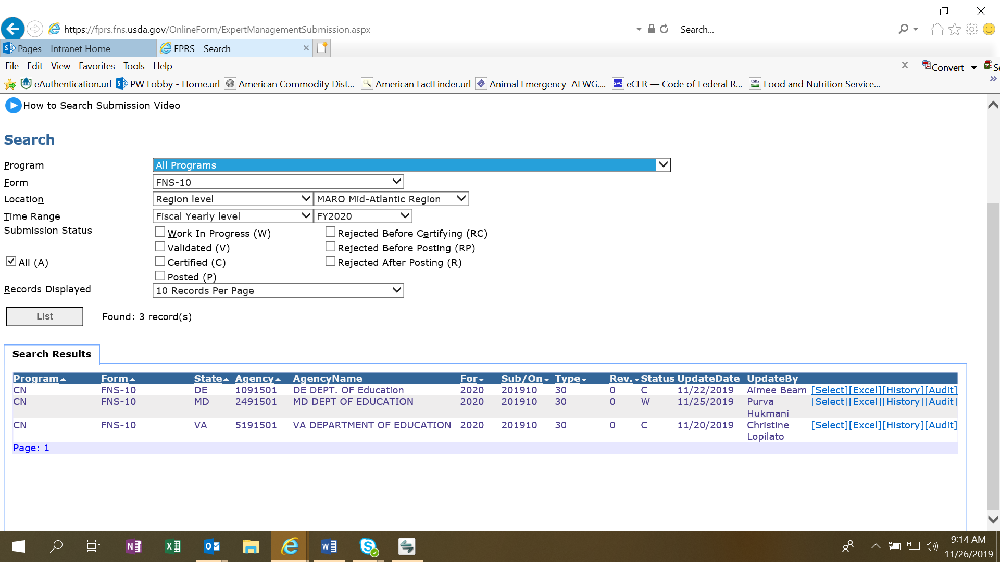 https://fprs.fns.usda.gov/OnlineForm/ExpertManagementSubmission.aspx
Search...
Pages - Intranet Home
FPRS - Search
File Edit View Favorites Tools Help
Convert
eAuthentication.url PW Lobby - Home.url American Commodity Dist... American FactFinder.url Animal Emergency AEWG.... eCFR — Code of Federal R... Food and Nutrition Service...
How to Search Submission Video
Search
Program All Programs
Form FNS-10
Location Region level MARO Mid-Atlantic Region
Time Range Fiscal Yearly level FY2020
Submission Status
Work In Progress (W) Rejected Before Certifying (RC)
Validated (V) Rejected Before Posting (RP)
All (A) Certified (C) Rejected After Posting (R)
Posted (P)
Records Displayed 10 Records Per Page
List Found: 3 record(s)
Search Results
Program Form State Agency AgencyName For Sub/On Type Rev. Status UpdateDate UpdateBy
CN FNS-10 DE 1091501 DE DEPT. OF Education 2020 201910 30 0 C 11/22/2019 Aimee Beam [Select][Excel][History][Audit]
CN FNS-10 MD 2491501 MD DEPT OF EDUCATION 2020 201910 30 0 W 11/25/2019 Purva [Select][Excel][History][Audit]
Hukmani
CN FNS-10 VA 5191501 VA DEPARTMENT OF EDUCATION 2020 201910 30 0 C 11/20/2019 Christine [Select][Excel][History][Audit]
Lopilato
Page: 1
9:14 AM
11/26/2019